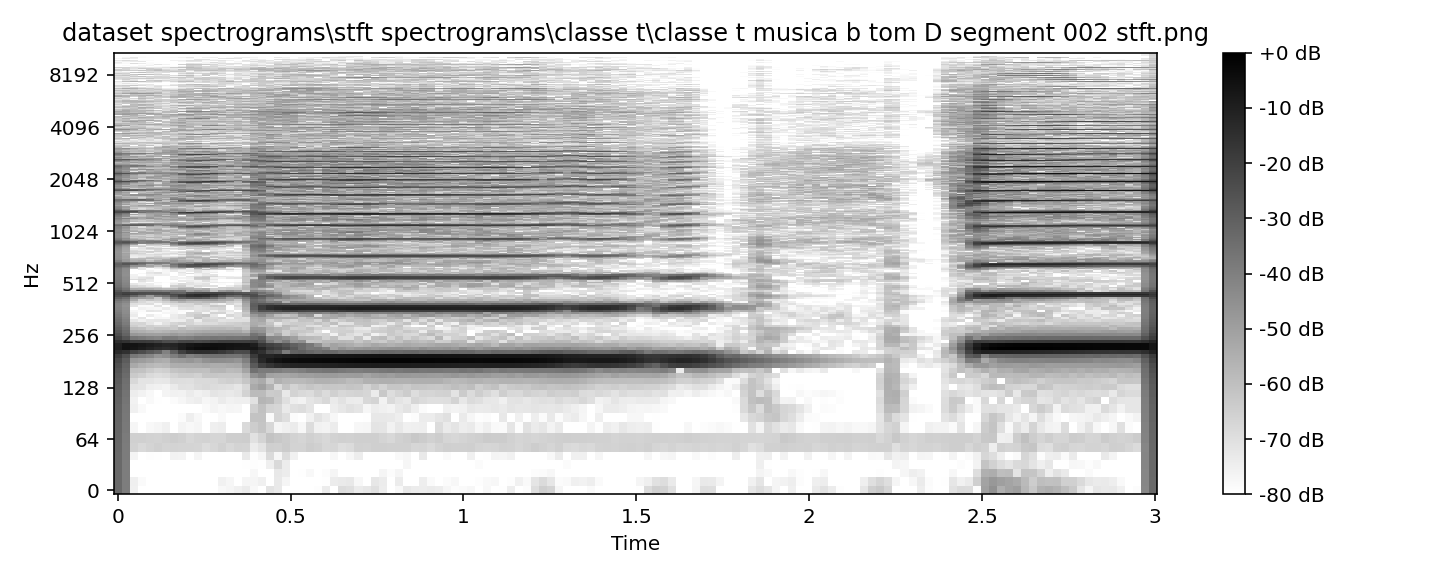 dataset spectrograms\stft spectrograms\classe t\classe t musica b tom D segment 002 stft.png
8192
4096
2048
1024
512
256
128
64
0
Hz
0
0.5
1
1.5
2
2.5
3
Time
+0 dB
-10 dB
-20 dB
-30 dB
-40 dB
-50 dB
-60 dB
-70 dB
-80 dB